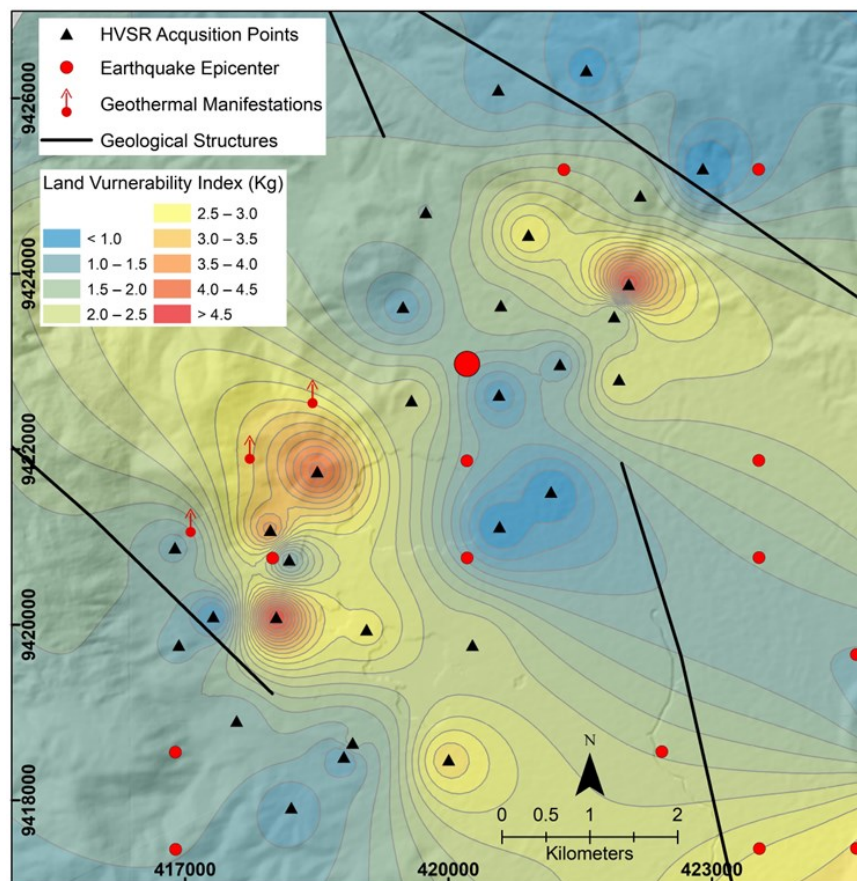 HVSR Acqusition Points
Earthquake Epicenter
Geothermal Manifestations
Geological Structures
Land Vurnerability Index (Kg)
< 1.0
1.0 – 1.5
1.5 – 2.0
2.0 – 2.5
2.5 – 3.0
3.0 – 3.5
3.5 – 4.0
4.0 – 4.5
> 4.5
9426000
9424000
9422000
9420000
9418000
N
0 0.5 1 2
Kilometers
417000 420000 423000